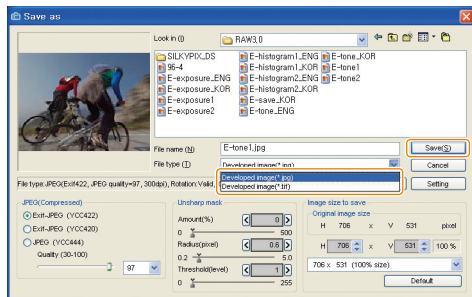 Save as
Look in (I)
RAW3,0
SILKYPIX_DS
96-4
E-exposure_ENG
E-exposure_KOR
E-exposure1
E-exposure2
E-histogram1_ENG
E-histogram1_KOR
E-histogram2_ENG
E-histogram2_KOR
E-save_KOR
E-tone_ENG
E-tone_KOR
E-tone1
E-tone2
File name (N)
E-tone1.jpg
Save(S)
File type (T)
Developed image(*.jpg)
Cancel
Developed image(*.jpg)
Developed image(*.tif)
File type:JPEG(Exif422, JPEG quality=97, 300dpi), Rotation:Valid,
Setting
JPEG(Compressed)
Exif-JPEG (YCC422)
Exif-JPEG (YCC420)
JPEG (YCC444)
Quality (30-100)
97
Unsharp mask
Amount(%)
0
0
500
Radius(pixel)
0.6
0.2
5.0
Threshold(level)
1
0
255
Image size to save
Original image size
H 706 x V 531 pixel
H 706 x V 531 100 %
706 x 531 (100% size)
Default